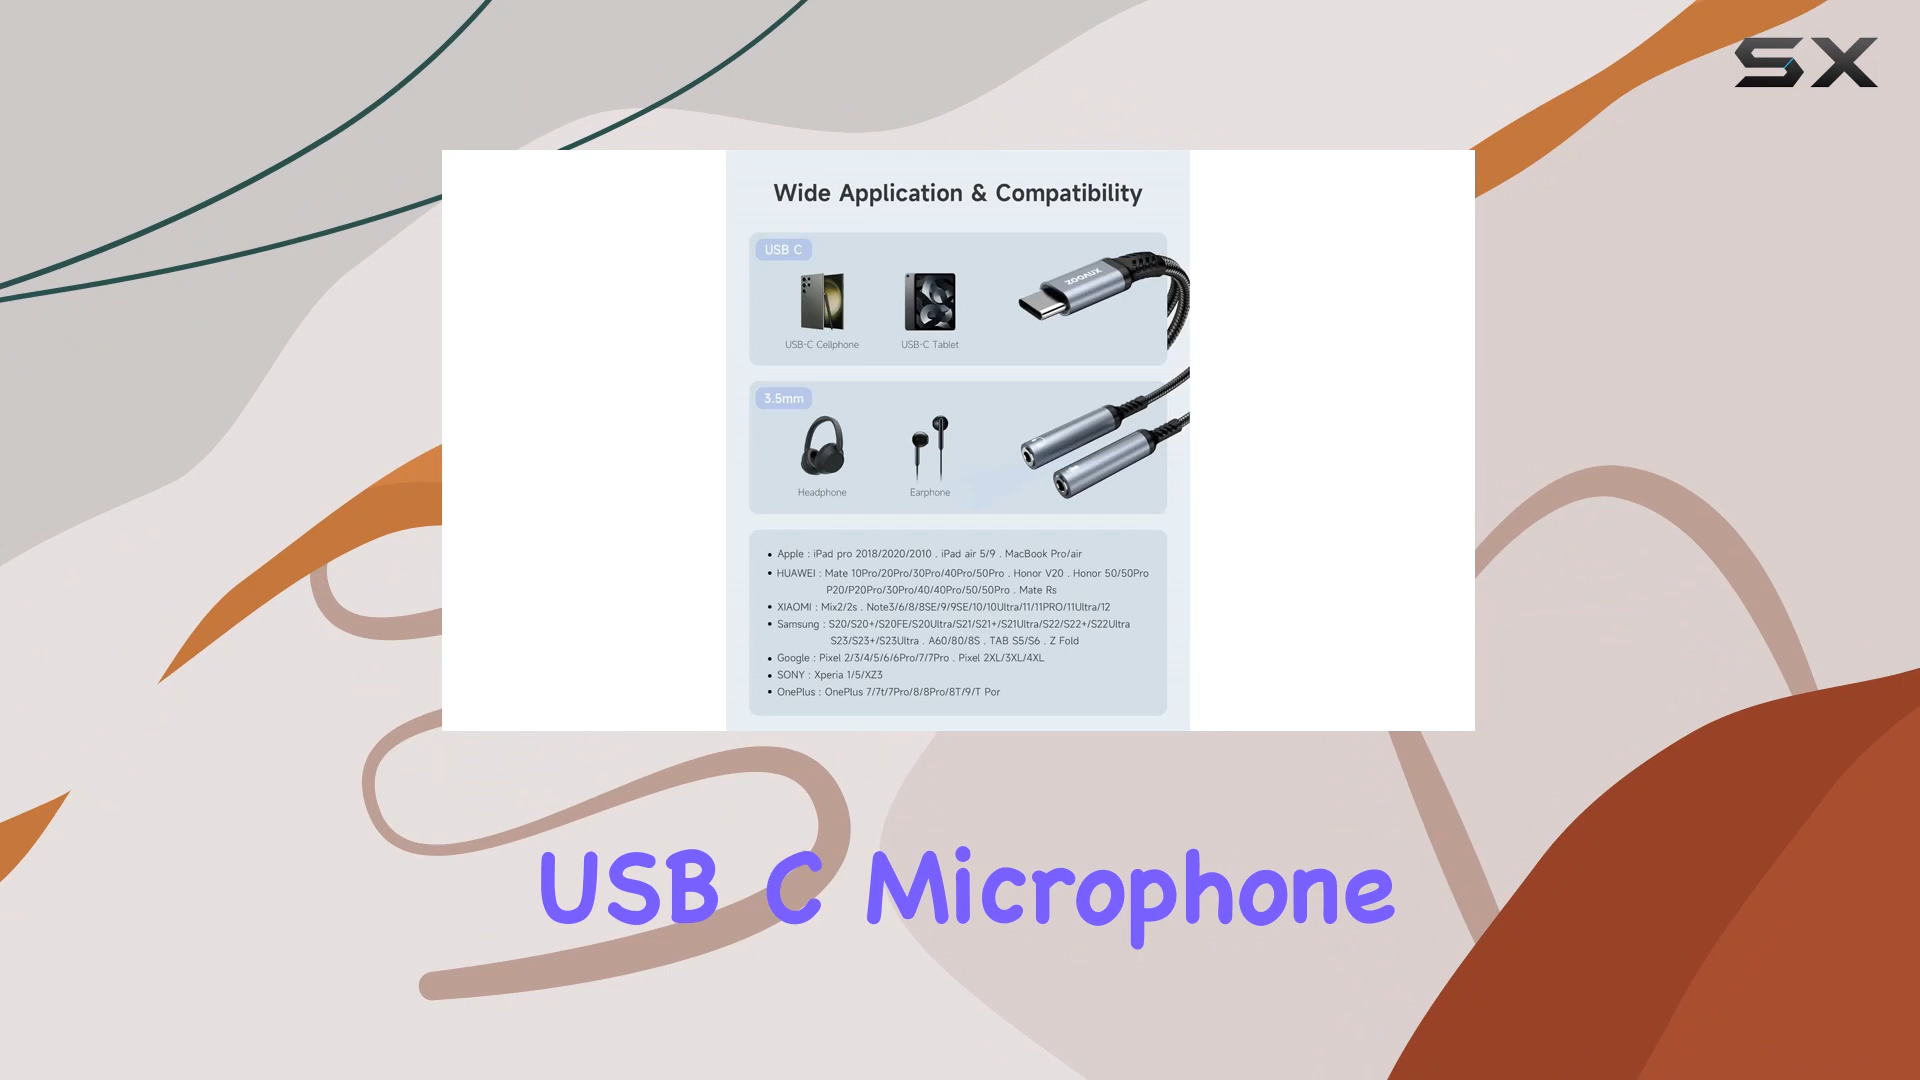 SX
Wide Application & Compatibility
USB C
ZOOAUX
USB-C Cellphone
USB-C Tablet
3.5mm
Headphone
Earphone
• Apple : iPad pro 2018/2020/2010 . iPad air 5/9 . MacBook Pro/air
• HUAWEI : Mate 10Pro/20Pro/30Pro/40Pro/50Pro . Honor V20 . Honor 50/50Pro
P20/P20Pro/30Pro/40/40Pro/50/50Pro . Mate Rs
• XIAOMI : Mix2/2s . Note3/6/8/8SE/9/9SE/10/10Ultra/11/11PRO/11Ultra/12
• Samsung : S20/S20+/S20FE/S20Ultra/S21/S21+/S21Ultra/S22/S22+/S22Ultra
S23/S23+/S23Ultra . A60/80/8S . TAB S5/S6 . Z Fold
• Google : Pixel 2/3/4/5/6/6Pro/7/7Pro . Pixel 2XL/3XL/4XL
• SONY : Xperia 1/5/XZ3
• OnePlus : OnePlus 7/7t/7Pro/8/8Pro/8T/9/T Por
USB C Microphone